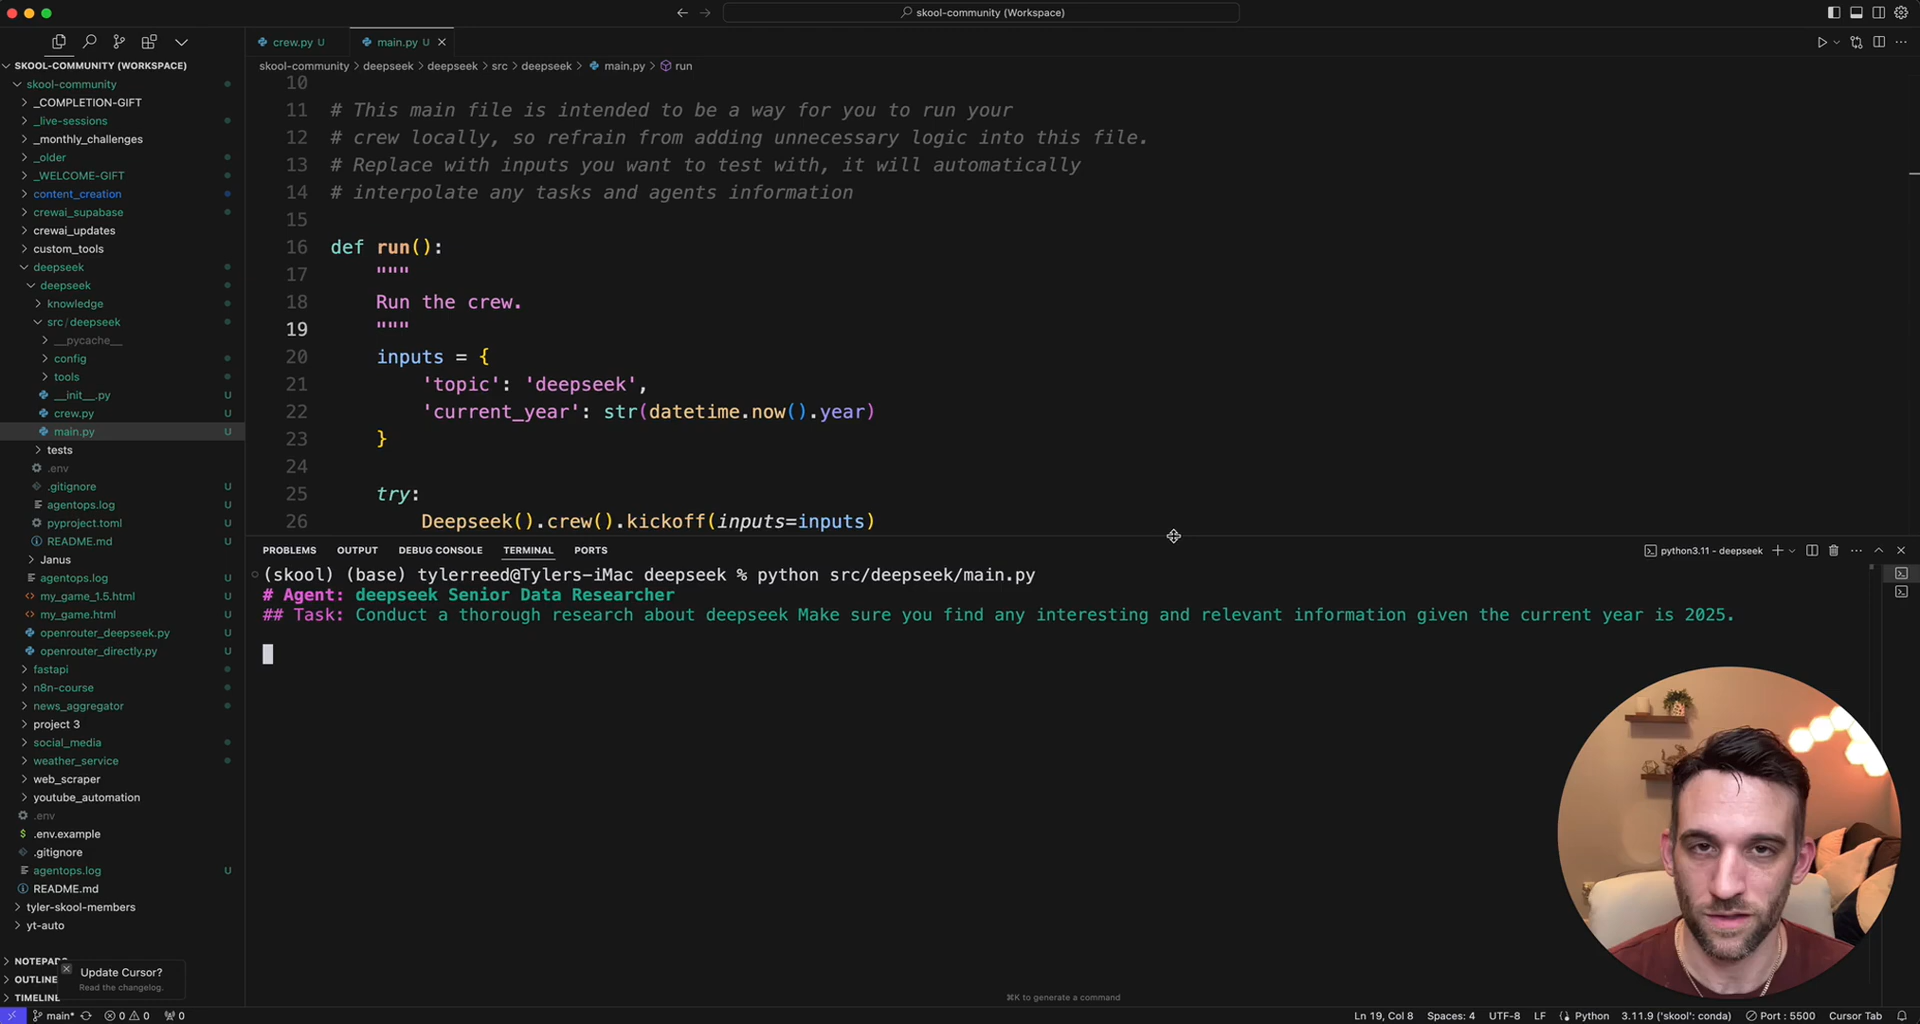 skool-community (Workspace)
crew.py U
main.py U
skool-community > deepseek > deepseek > src > deepseek > main.py > run
SKOOL-COMMUNITY (WORKSPACE)
skool-community
_COMPLETION-GIFT
_live-sessions
_monthly_challenges
_older
_WELCOME-GIFT
content_creation
crewai_supabase
crewai_updates
custom_tools
deepseek
deepseek
knowledge
src/deepseek
__pycache__
config
tools
__init__.py U
crew.py U
main.py U
tests
.env
.gitignore U
agentops.log U
pyproject.toml U
README.md U
Janus
agentops.log U
my_game_1.5.html U
my_game.html U
openrouter_deepseek.py U
openrouter_directly.py U
fastapi
n8n-course
news_aggregator
project 3
social_media
weather_service
web_scraper
youtube_automation
.env
$ .env.example
.gitignore
agentops.log U
README.md
tyler-skool-members
yt-auto
NOTEPADS
OUTLINE
TIMELINE
Update Cursor?
Read the changelog.
10
11 # This main file is intended to be a way for you to run your
12 # crew locally, so refrain from adding unnecessary logic into this file.
13 # Replace with inputs you want to test with, it will automatically
14 # interpolate any tasks and agents information
15
16 def run():
17 """
18 Run the crew.
19 """
20 inputs = {
21 'topic': 'deepseek',
22 'current_year': str(datetime.now().year)
23 }
24
25 try:
26 Deepseek().crew().kickoff(inputs=inputs)
PROBLEMS OUTPUT DEBUG CONSOLE TERMINAL PORTS
python3.11 - deepseek
(skool) (base) tylerreed@Tylers-iMac deepseek % python src/deepseek/main.py
# Agent: deepseek Senior Data Researcher
## Task: Conduct a thorough research about deepseek Make sure you find any interesting and relevant information given the current year is 2025.
⌘K to generate a command
main* 0 0 0
Ln 19, Col 8 Spaces: 4 UTF-8 LF Python 3.11.9 ('skool': conda) Port : 5500 Cursor Tab